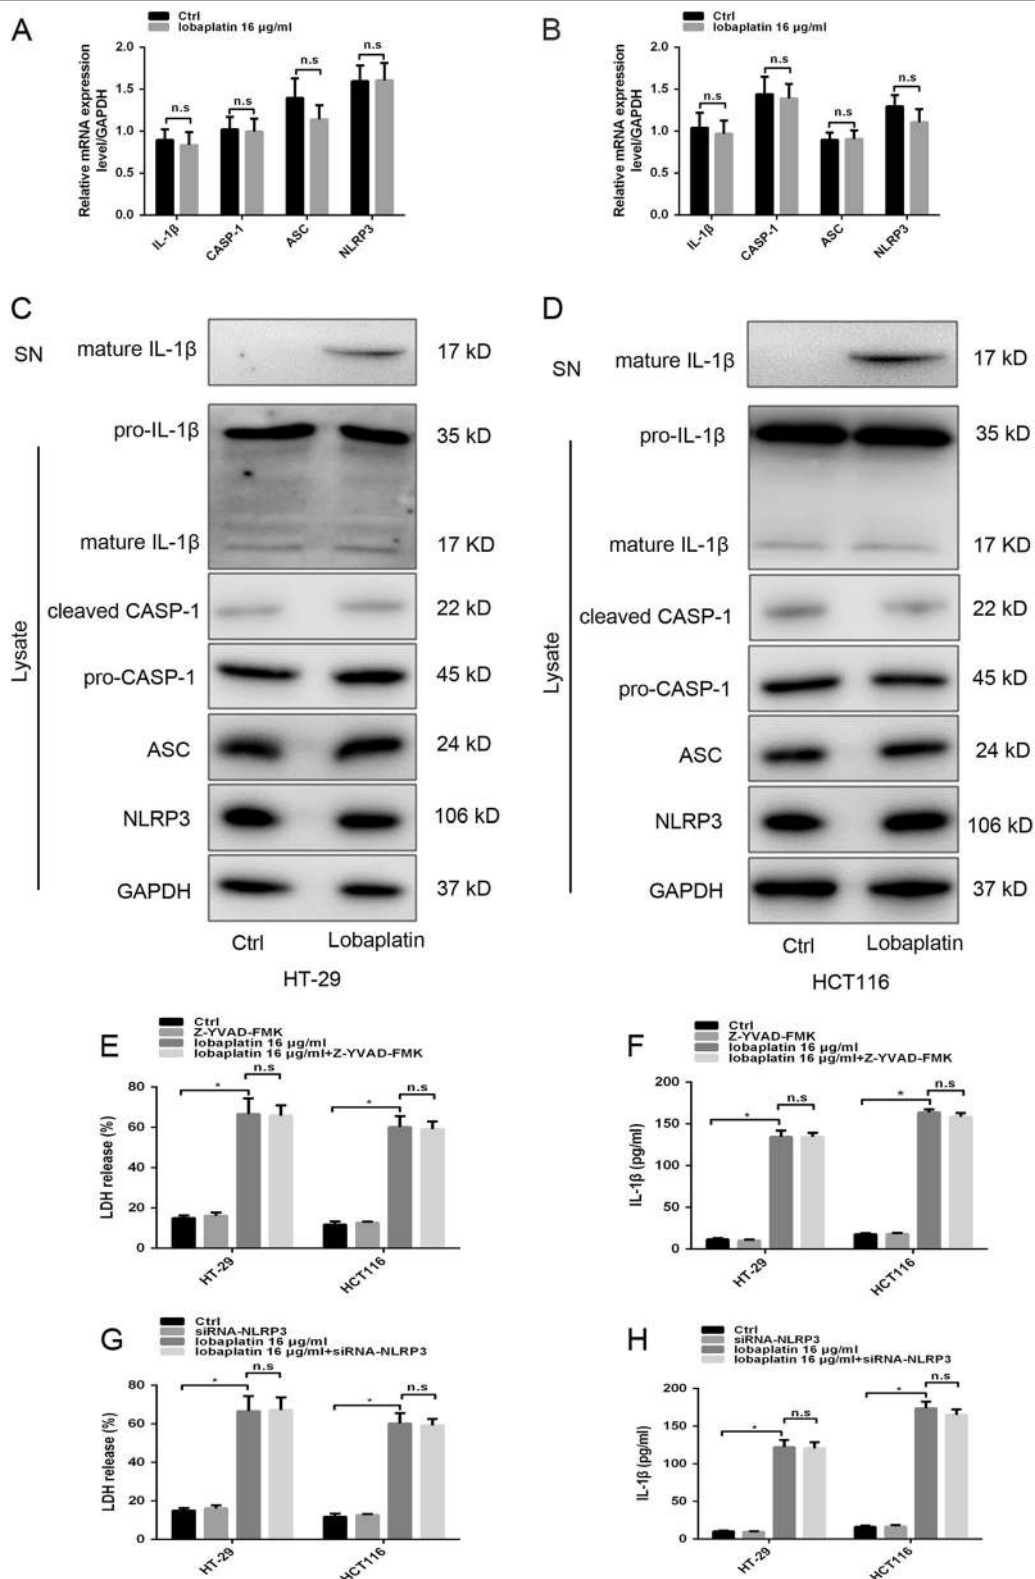 A
Ctrl
lobaplatin 16 µg/ml
Relative mRNA expression
level/GAPDH
2.0
1.5
1.0
0.5
0.0
n.s
n.s
n.s
n.s
IL-1β
CASP-1
ASC
NLRP3
B
Ctrl
lobaplatin 16 µg/ml
Relative mRNA expression
level/GAPDH
2.0
1.5
1.0
0.5
0.0
n.s
n.s
n.s
n.s
IL-1β
CASP-1
ASC
NLRP3
C
SN
mature IL-1β 17 kD
Lysate
pro-IL-1β 35 kD
mature IL-1β 17 KD
cleaved CASP-1 22 kD
pro-CASP-1 45 kD
ASC 24 kD
NLRP3 106 kD
GAPDH 37 kD
Ctrl Lobaplatin
HT-29
D
SN
mature IL-1β 17 kD
Lysate
pro-IL-1β 35 kD
mature IL-1β 17 KD
cleaved CASP-1 22 kD
pro-CASP-1 45 kD
ASC 24 kD
NLRP3 106 kD
GAPDH 37 kD
Ctrl Lobaplatin
HCT116
E
Ctrl
Z-YVAD-FMK
lobaplatin 16 µg/ml
lobaplatin 16 µg/ml+Z-YVAD-FMK
LDH release (%)
80
60
40
20
0
* n.s
* n.s
HT-29
HCT116
F
Ctrl
Z-YVAD-FMK
lobaplatin 16 µg/ml
lobaplatin 16 µg/ml+Z-YVAD-FMK
IL-1β (pg/ml)
200
150
100
50
0
* n.s
* n.s
HT-29
HCT116
G
Ctrl
siRNA-NLRP3
lobaplatin 16 µg/ml
lobaplatin 16 µg/ml+siRNA-NLRP3
LDH release (%)
80
60
40
20
0
* n.s
* n.s
HT-29
HCT116
H
Ctrl
siRNA-NLRP3
lobaplatin 16 µg/ml
lobaplatin 16 µg/ml+siRNA-NLRP3
IL-1β (pg/ml)
200
150
100
50
0
* n.s
* n.s
HT-29
HCT116